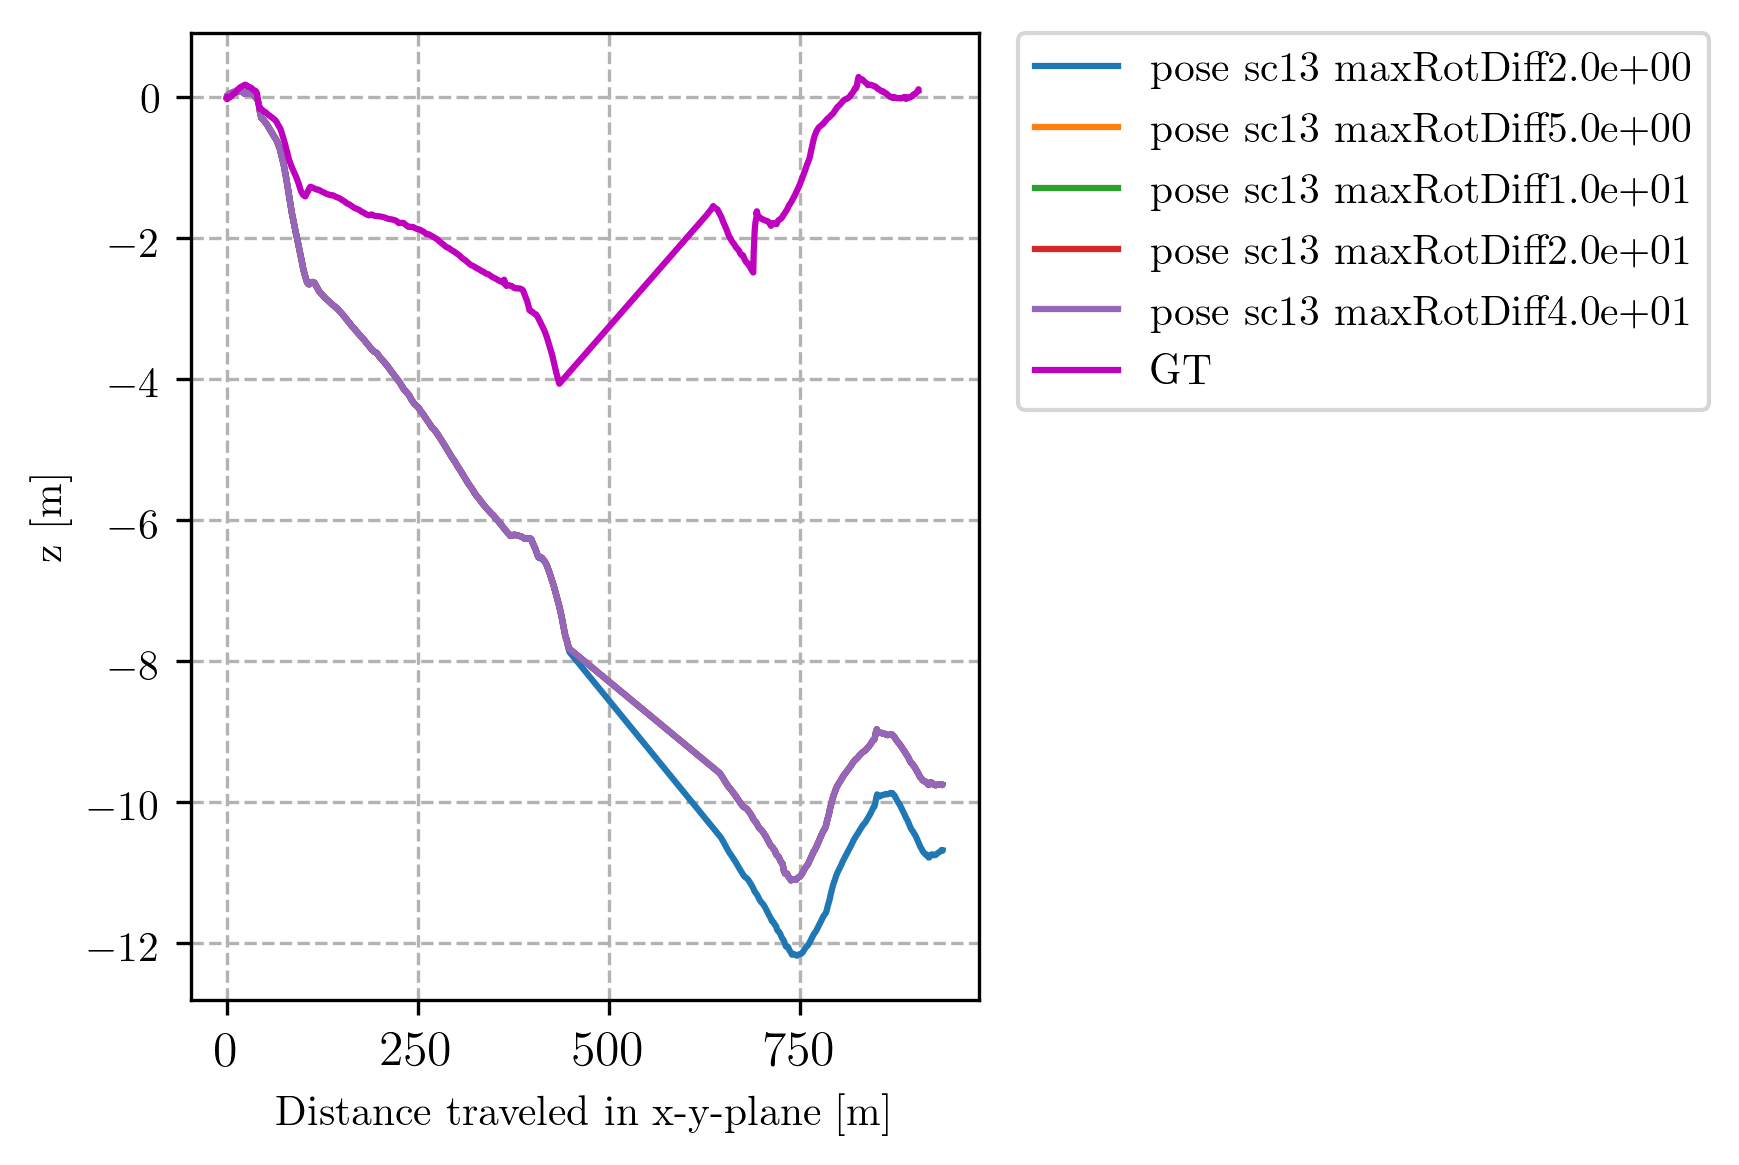 0
−2
−4
−6
−8
−10
−12
z [m]
0 250 500 750
Distance traveled in x-y-plane [m]
pose sc13 maxRotDiff2.0e+00
pose sc13 maxRotDiff5.0e+00
pose sc13 maxRotDiff1.0e+01
pose sc13 maxRotDiff2.0e+01
pose sc13 maxRotDiff4.0e+01
GT